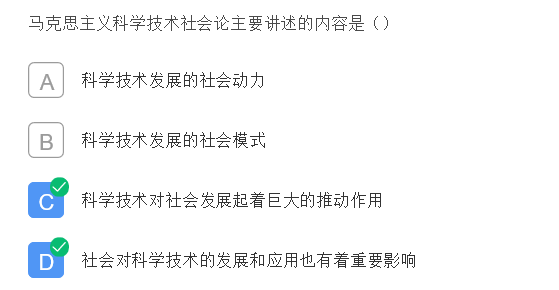 马克思主义科学技术社会论主要讲述的内容是（）
A 科学技术发展的社会动力
B 科学技术发展的社会模式
C 科学技术对社会发展起着巨大的推动作用
D 社会对科学技术的发展和应用也有着重要影响